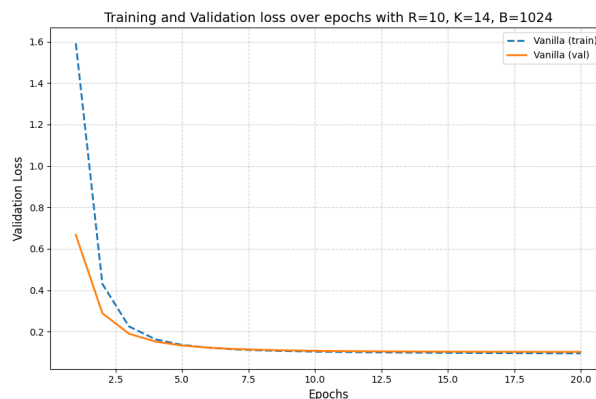 Training and Validation loss over epochs with R=10, K=14, B=1024
1.6
1.4
1.2
1.0
0.8
0.6
0.4
0.2
Validation Loss
Vanilla (train)
Vanilla (val)
2.5 5.0 7.5 10.0 12.5 15.0 17.5 20.0
Epochs